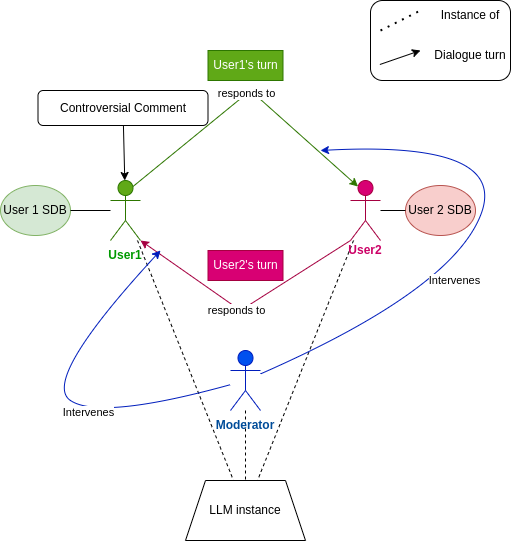 Instance of
User1's turn
Dialogue turn
responds to
Controversial Comment
User 1 SDB
User 2 SDB
User1
User2
User2's turn
Intervenes
responds to
Intervenes
Moderator
LLM instance